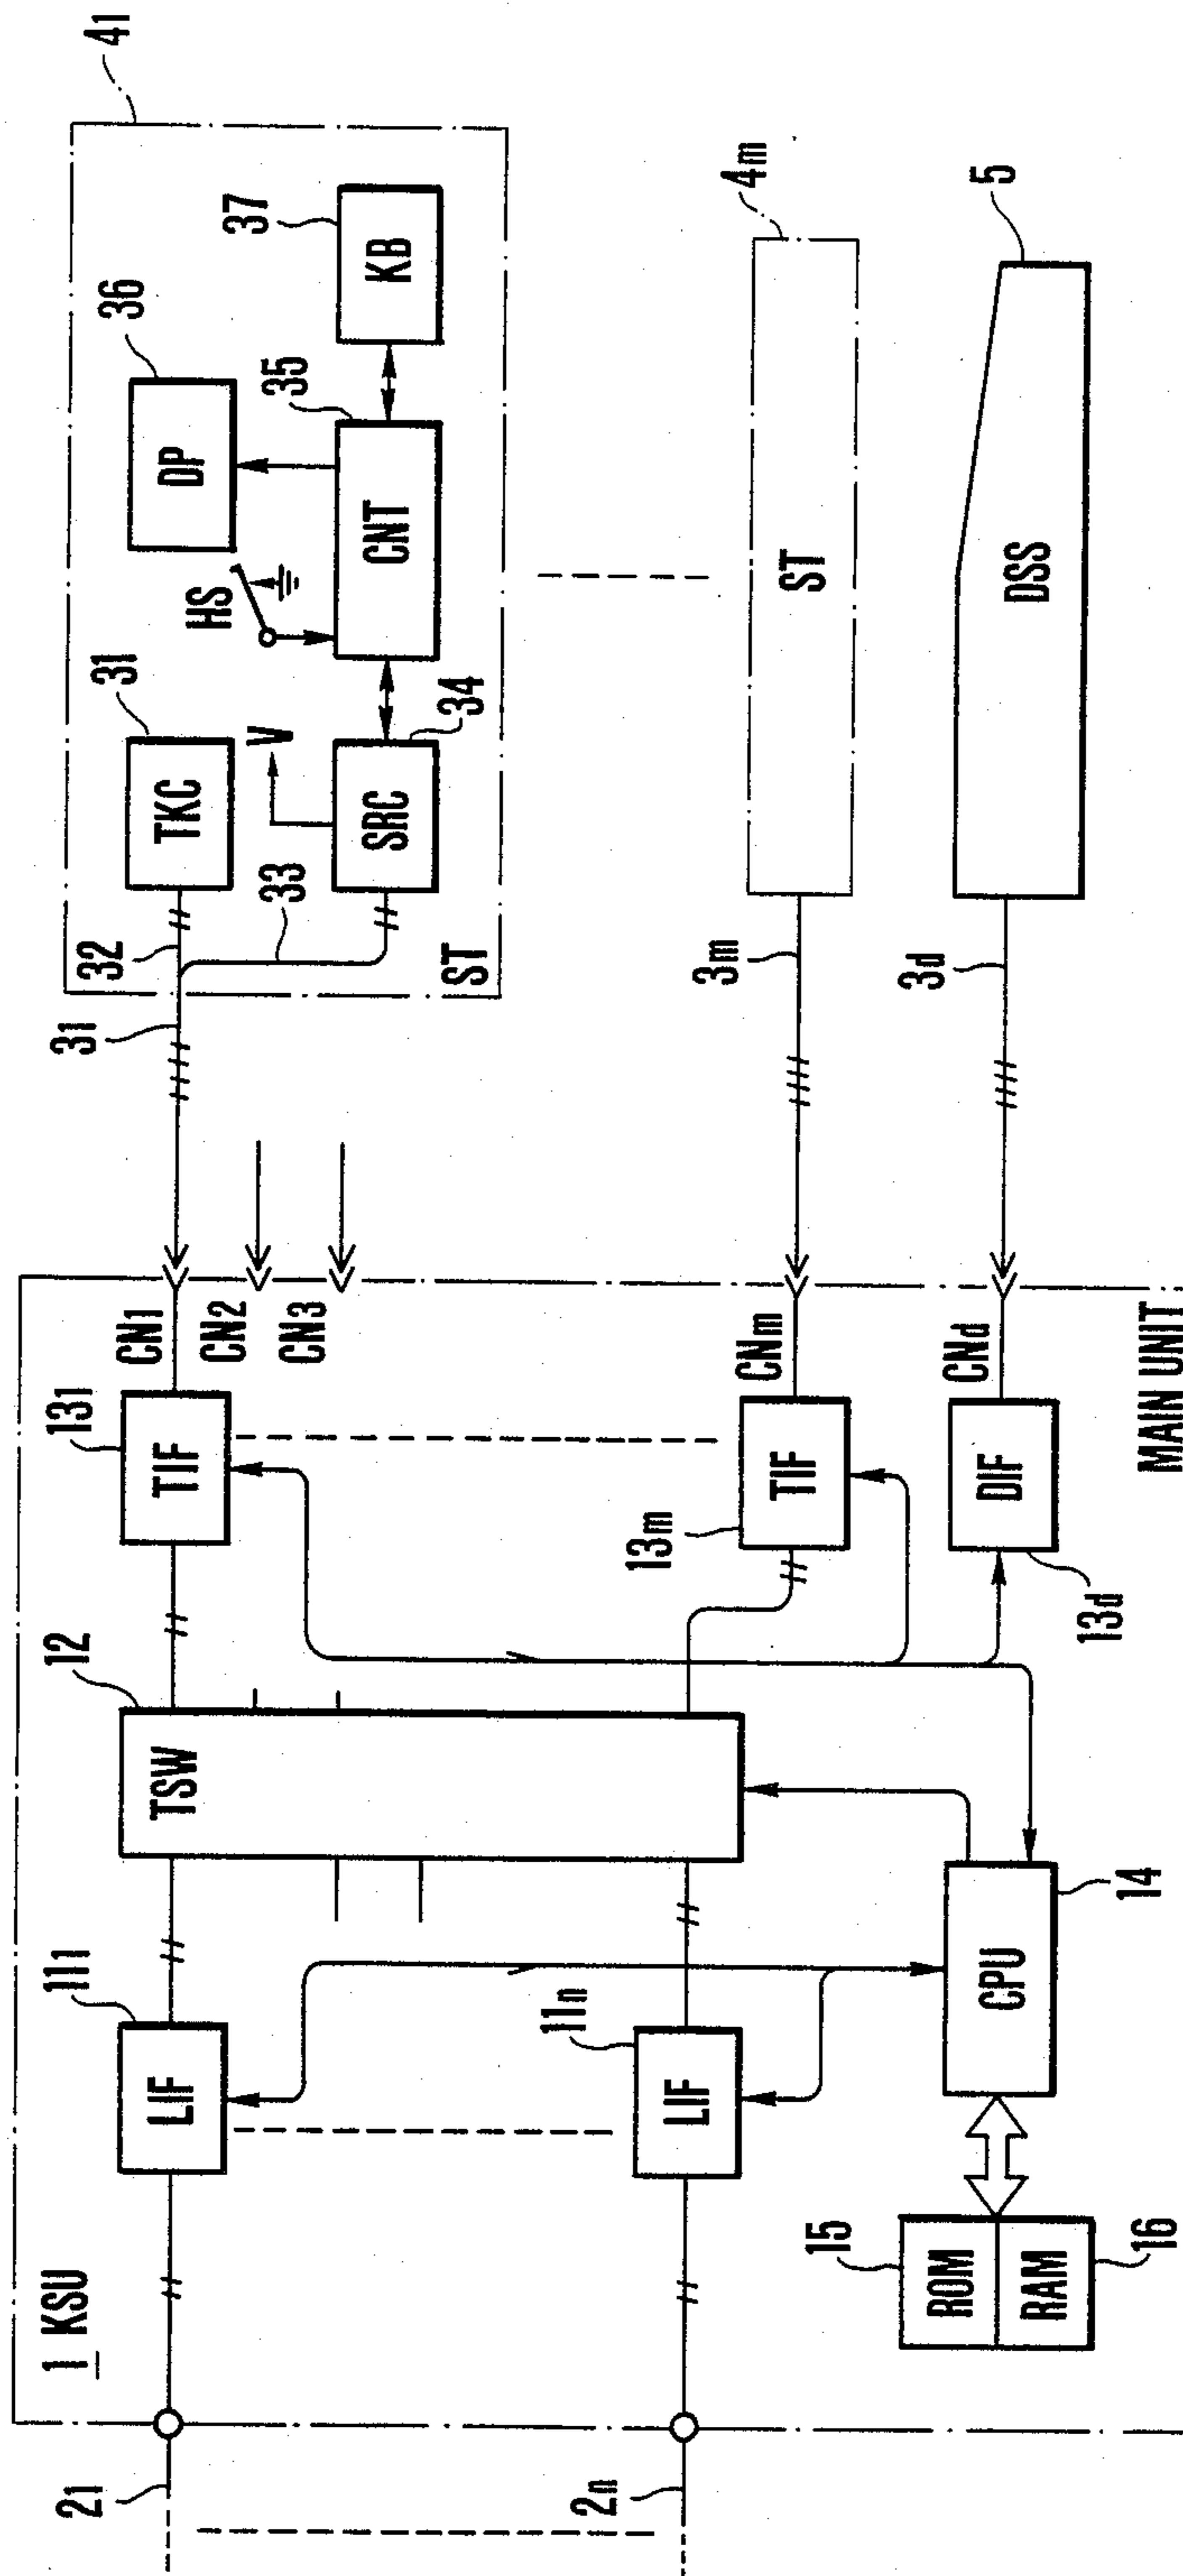 1 KSU
21
2n
111
LIF
11n
LIF
12
TSW
131
TIF
13m
TIF
DIF
13d
CN1
CN2
CN3
CNm
CNd
CPU
14
15
ROM
RAM
16
MAIN UNIT
31
32
33
ST
TKC
31
SRC
34
V
HS
CNT
35
DP
36
KB
37
41
3m
ST
4m
3d
DSS
5